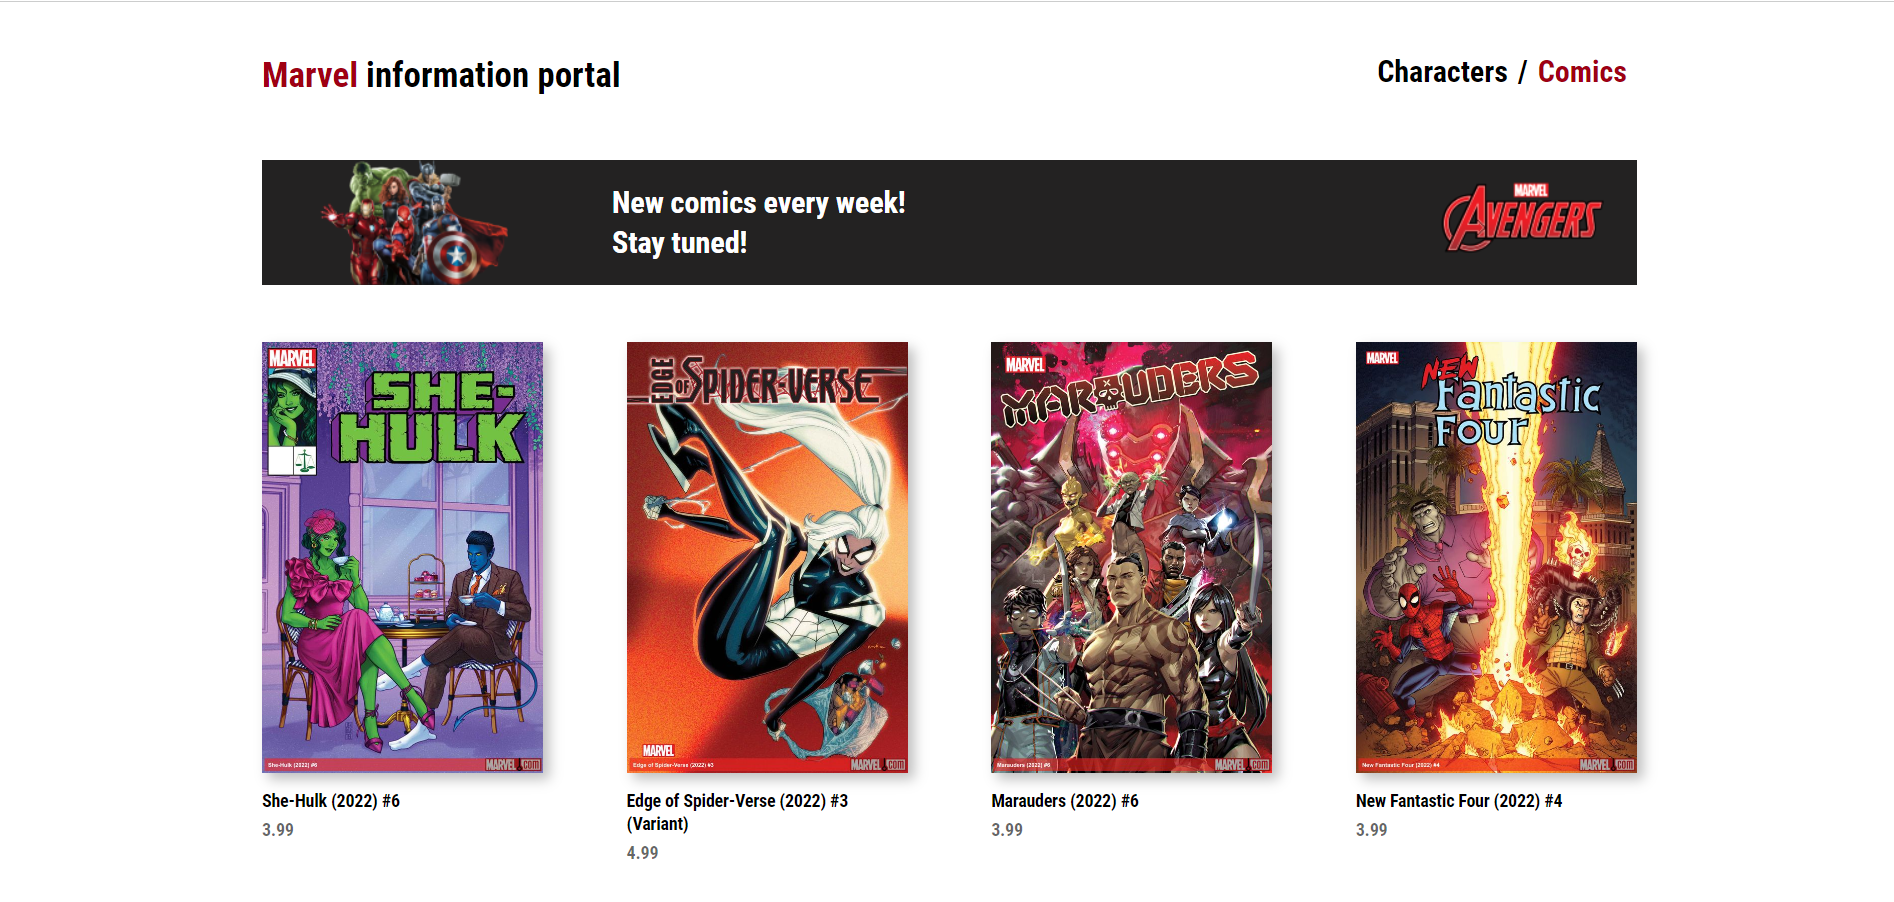 Marvel information portal
Characters / Comics
New comics every week!
Stay tuned!
MARVEL
AVENGERS
MARVEL
SHE-
HULK
She-Hulk (2022) #6
MARVEL.com
EDGE OF SPIDER-VERSE
MARVEL
Edge of Spider-Verse (2022) #3
MARVEL.com
MARVEL
MARAUDERS
Marauders (2022) #6
MARVEL.com
MARVEL
NEW
Fantastic
Four
New Fantastic Four (2022) #4
MARVEL.com
She-Hulk (2022) #6
3.99
Edge of Spider-Verse (2022) #3
(Variant)
4.99
Marauders (2022) #6
3.99
New Fantastic Four (2022) #4
3.99